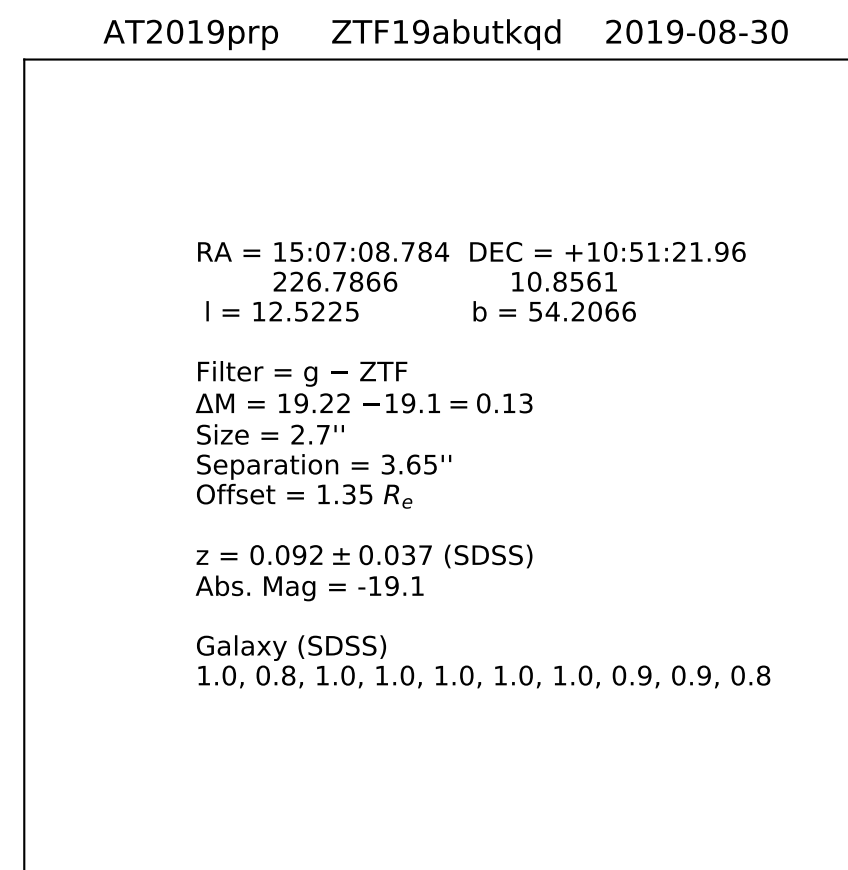 AT2019prp ZTF19abutkqd 2019-08-30
RA = 15:07:08.784 DEC = +10:51:21.96
226.7866 10.8561
l = 12.5225 b = 54.2066
Filter = g − ZTF
ΔM = 19.22 −19.1 = 0.13
Size = 2.7''
Separation = 3.65''
Offset = 1.35 Re
z = 0.092 ± 0.037 (SDSS)
Abs. Mag = -19.1
Galaxy (SDSS)
1.0, 0.8, 1.0, 1.0, 1.0, 1.0, 1.0, 0.9, 0.9, 0.8